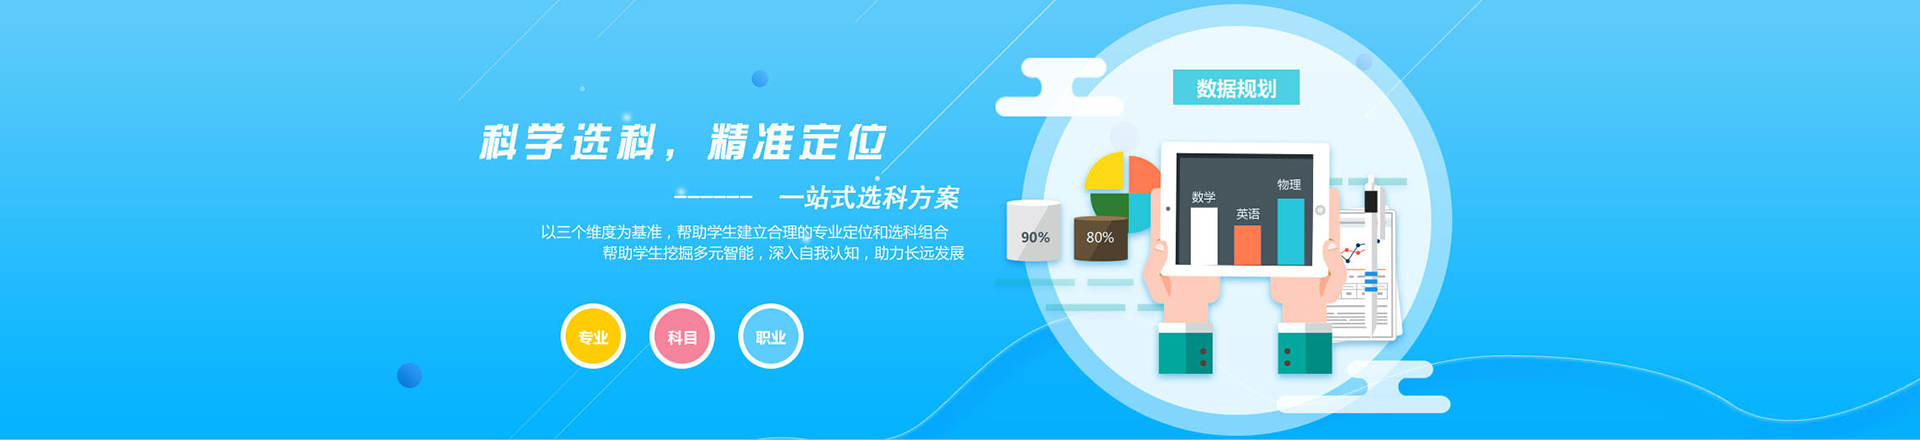 科学选科，精准定位
------ 一站式选科方案
以三个维度为基准，帮助学生建立合理的专业定位和选科组合
帮助学生挖掘多元智能，深入自我认知，助力长远发展
专业
科目
职业
数据规划
数学
英语
物理
90%
80%